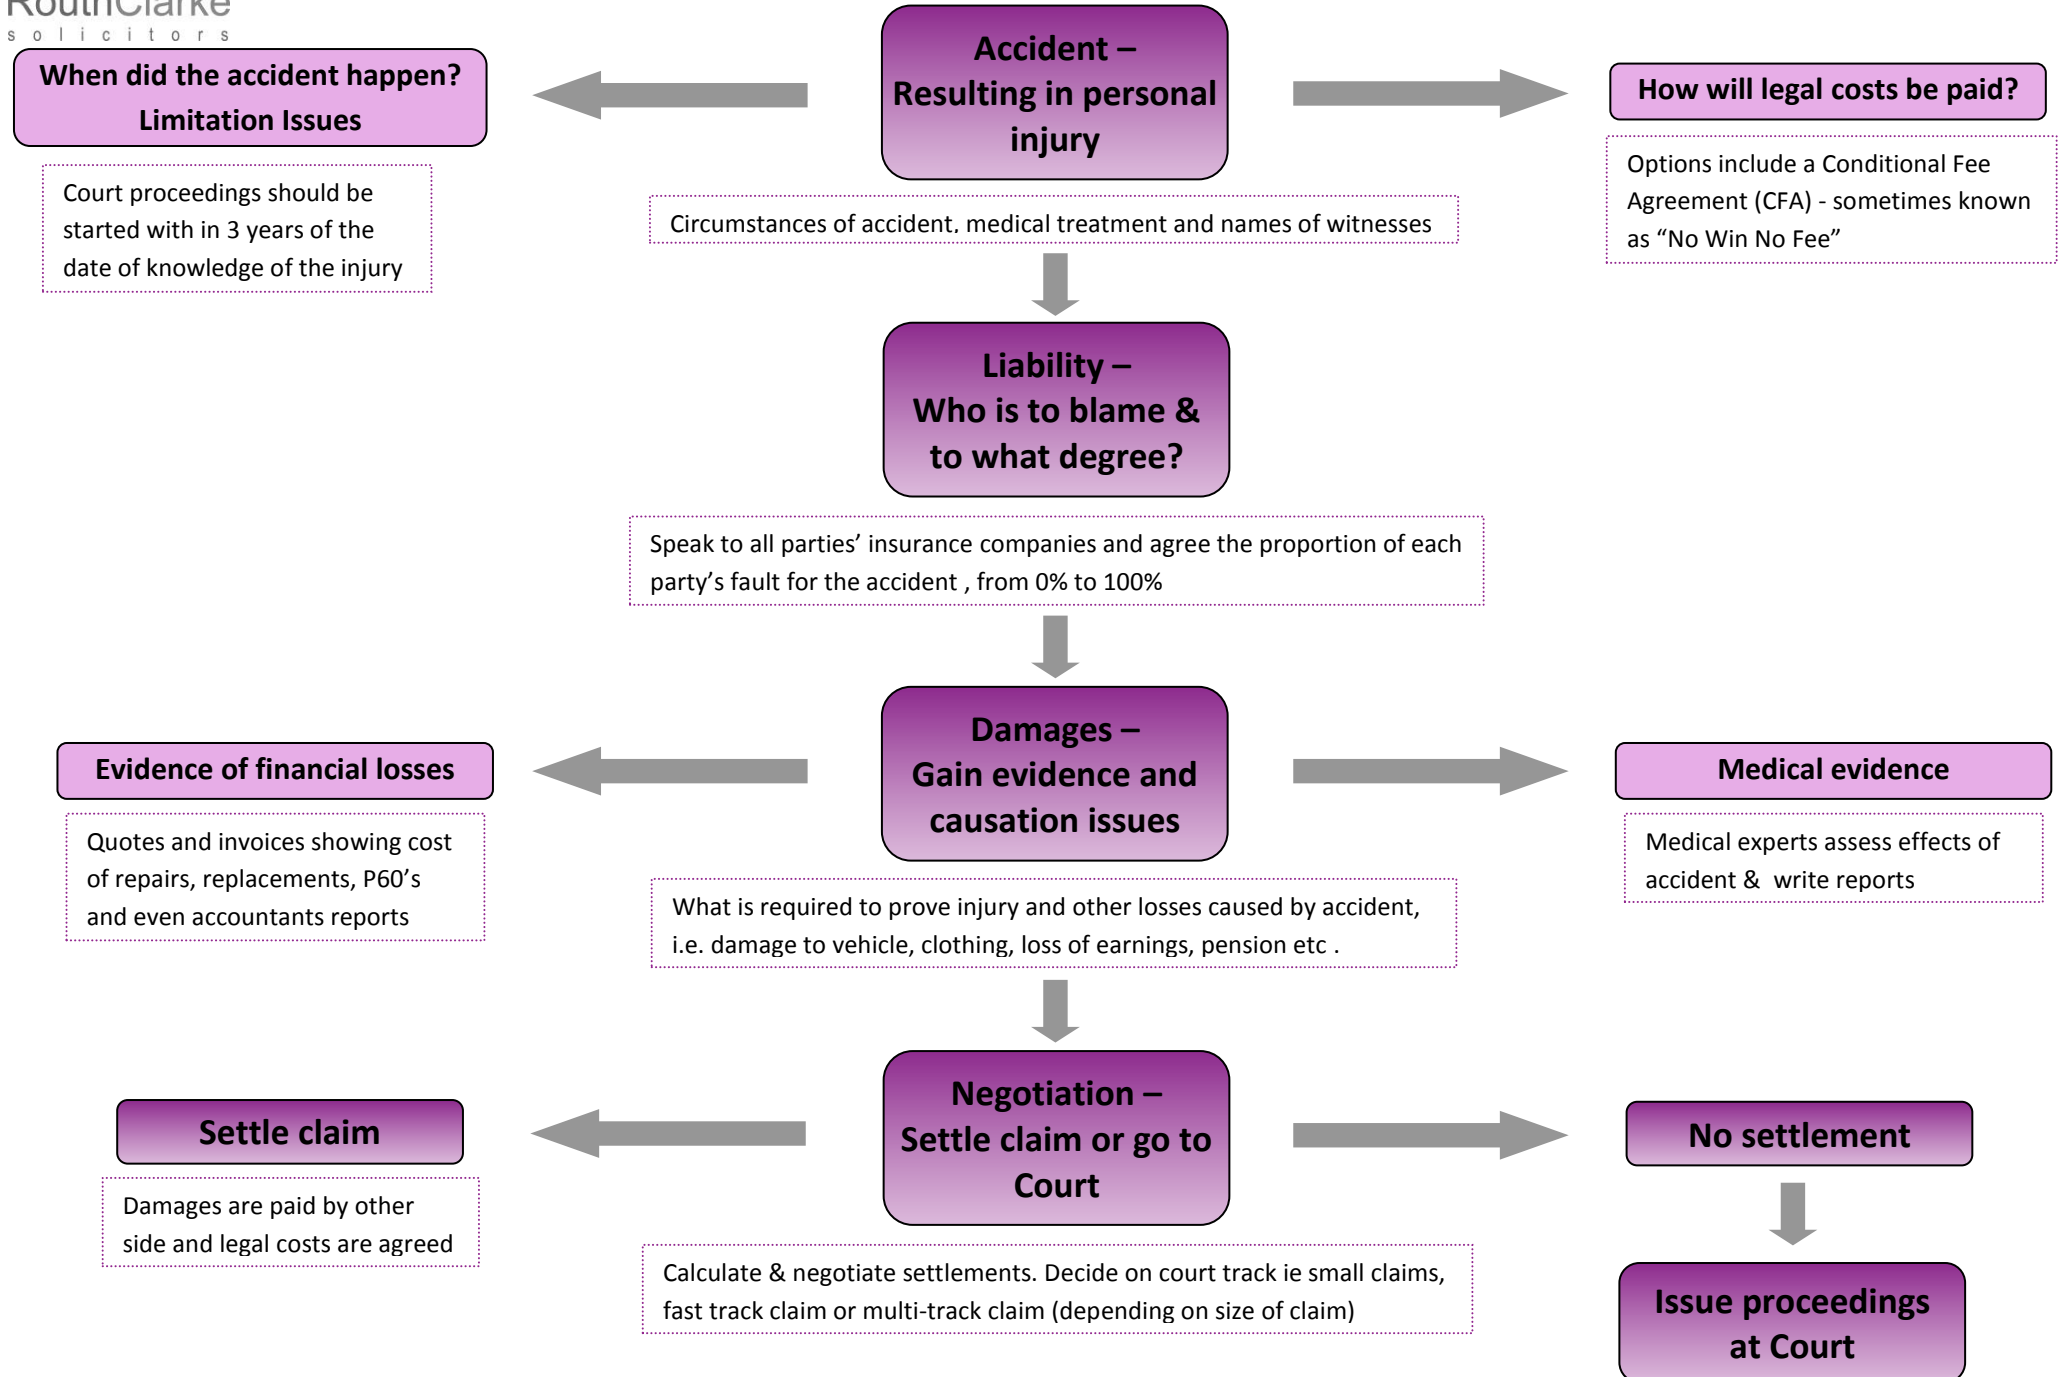 RouthClarke
solicitors
When did the accident happen?
Limitation Issues
Court proceedings should be
started with in 3 years of the
date of knowledge of the injury
Accident –
Resulting in personal
injury
Circumstances of accident, medical treatment and names of witnesses
How will legal costs be paid?
Options include a Conditional Fee
Agreement (CFA) - sometimes known
as “No Win No Fee”
Liability –
Who is to blame &
to what degree?
Speak to all parties’ insurance companies and agree the proportion of each
party’s fault for the accident , from 0% to 100%
Damages –
Gain evidence and
causation issues
What is required to prove injury and other losses caused by accident,
i.e. damage to vehicle, clothing, loss of earnings, pension etc .
Evidence of financial losses
Quotes and invoices showing cost
of repairs, replacements, P60’s
and even accountants reports
Medical evidence
Medical experts assess effects of
accident & write reports
Negotiation –
Settle claim or go to
Court
Calculate & negotiate settlements. Decide on court track ie small claims,
fast track claim or multi-track claim (depending on size of claim)
Settle claim
Damages are paid by other
side and legal costs are agreed
No settlement
Issue proceedings
at Court